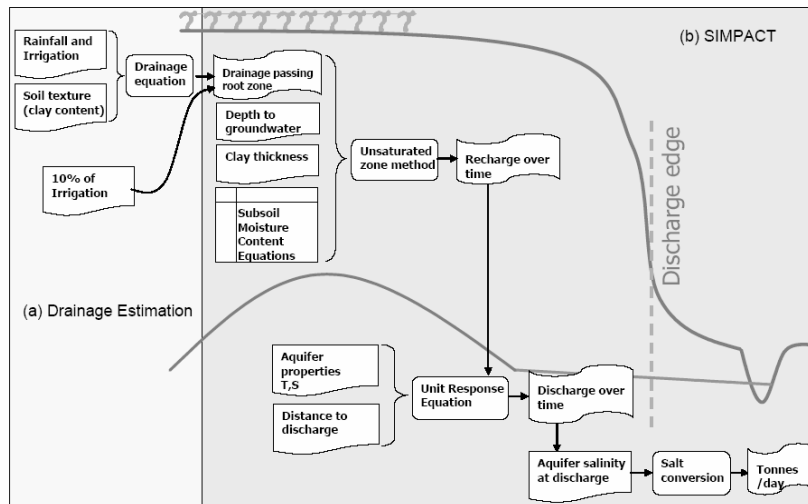 (b) SIMPACT
Rainfall and
Irrigation
Drainage
equation
Soil texture
(clay content)
10% of
Irrigation
Drainage passing
root zone
Depth to
groundwater
Clay thickness
Subsoil
Moisture
Content
Equations
Unsaturated
zone method
Recharge over
time
Discharge edge
(a) Drainage Estimation
Aquifer
properties
T,S
Distance to
discharge
Unit Response
Equation
Discharge over
time
Aquifer salinity
at discharge
Salt
conversion
Tonnes
/day